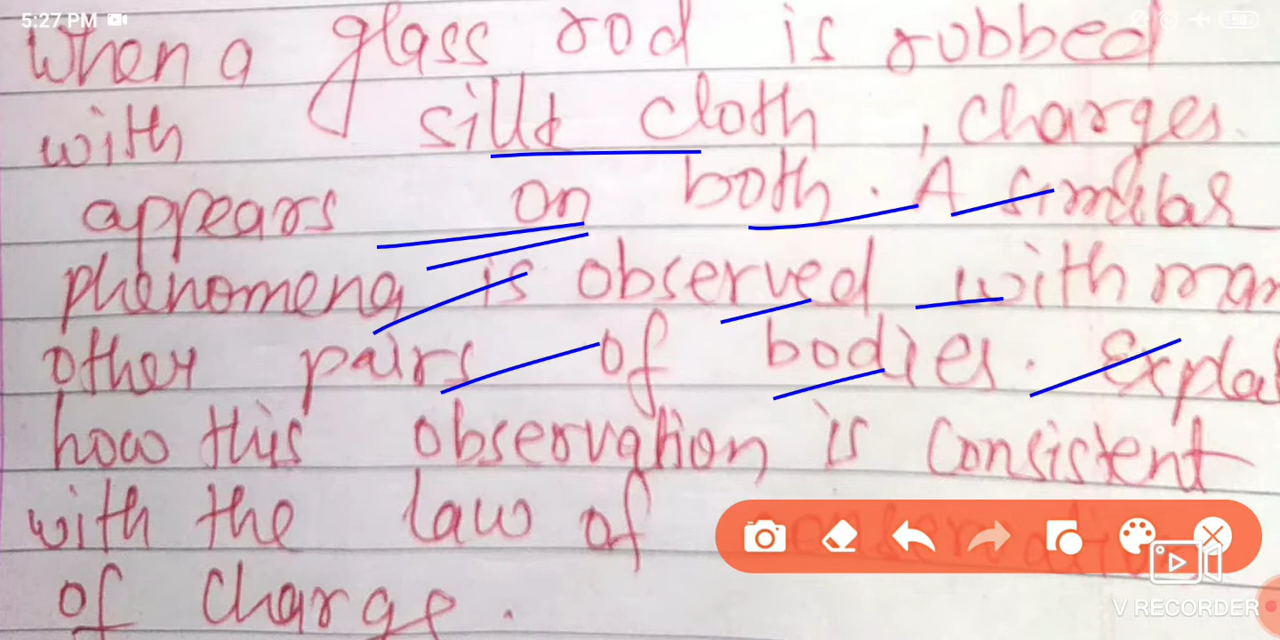 5:27 PM
When a glass rod is rubbed
with silk cloth, charges
appears on both. A similar
phenomena is observed with
other pairs of bodies.
how this observation is consistent
with the law of
of charge.
V RECORDER